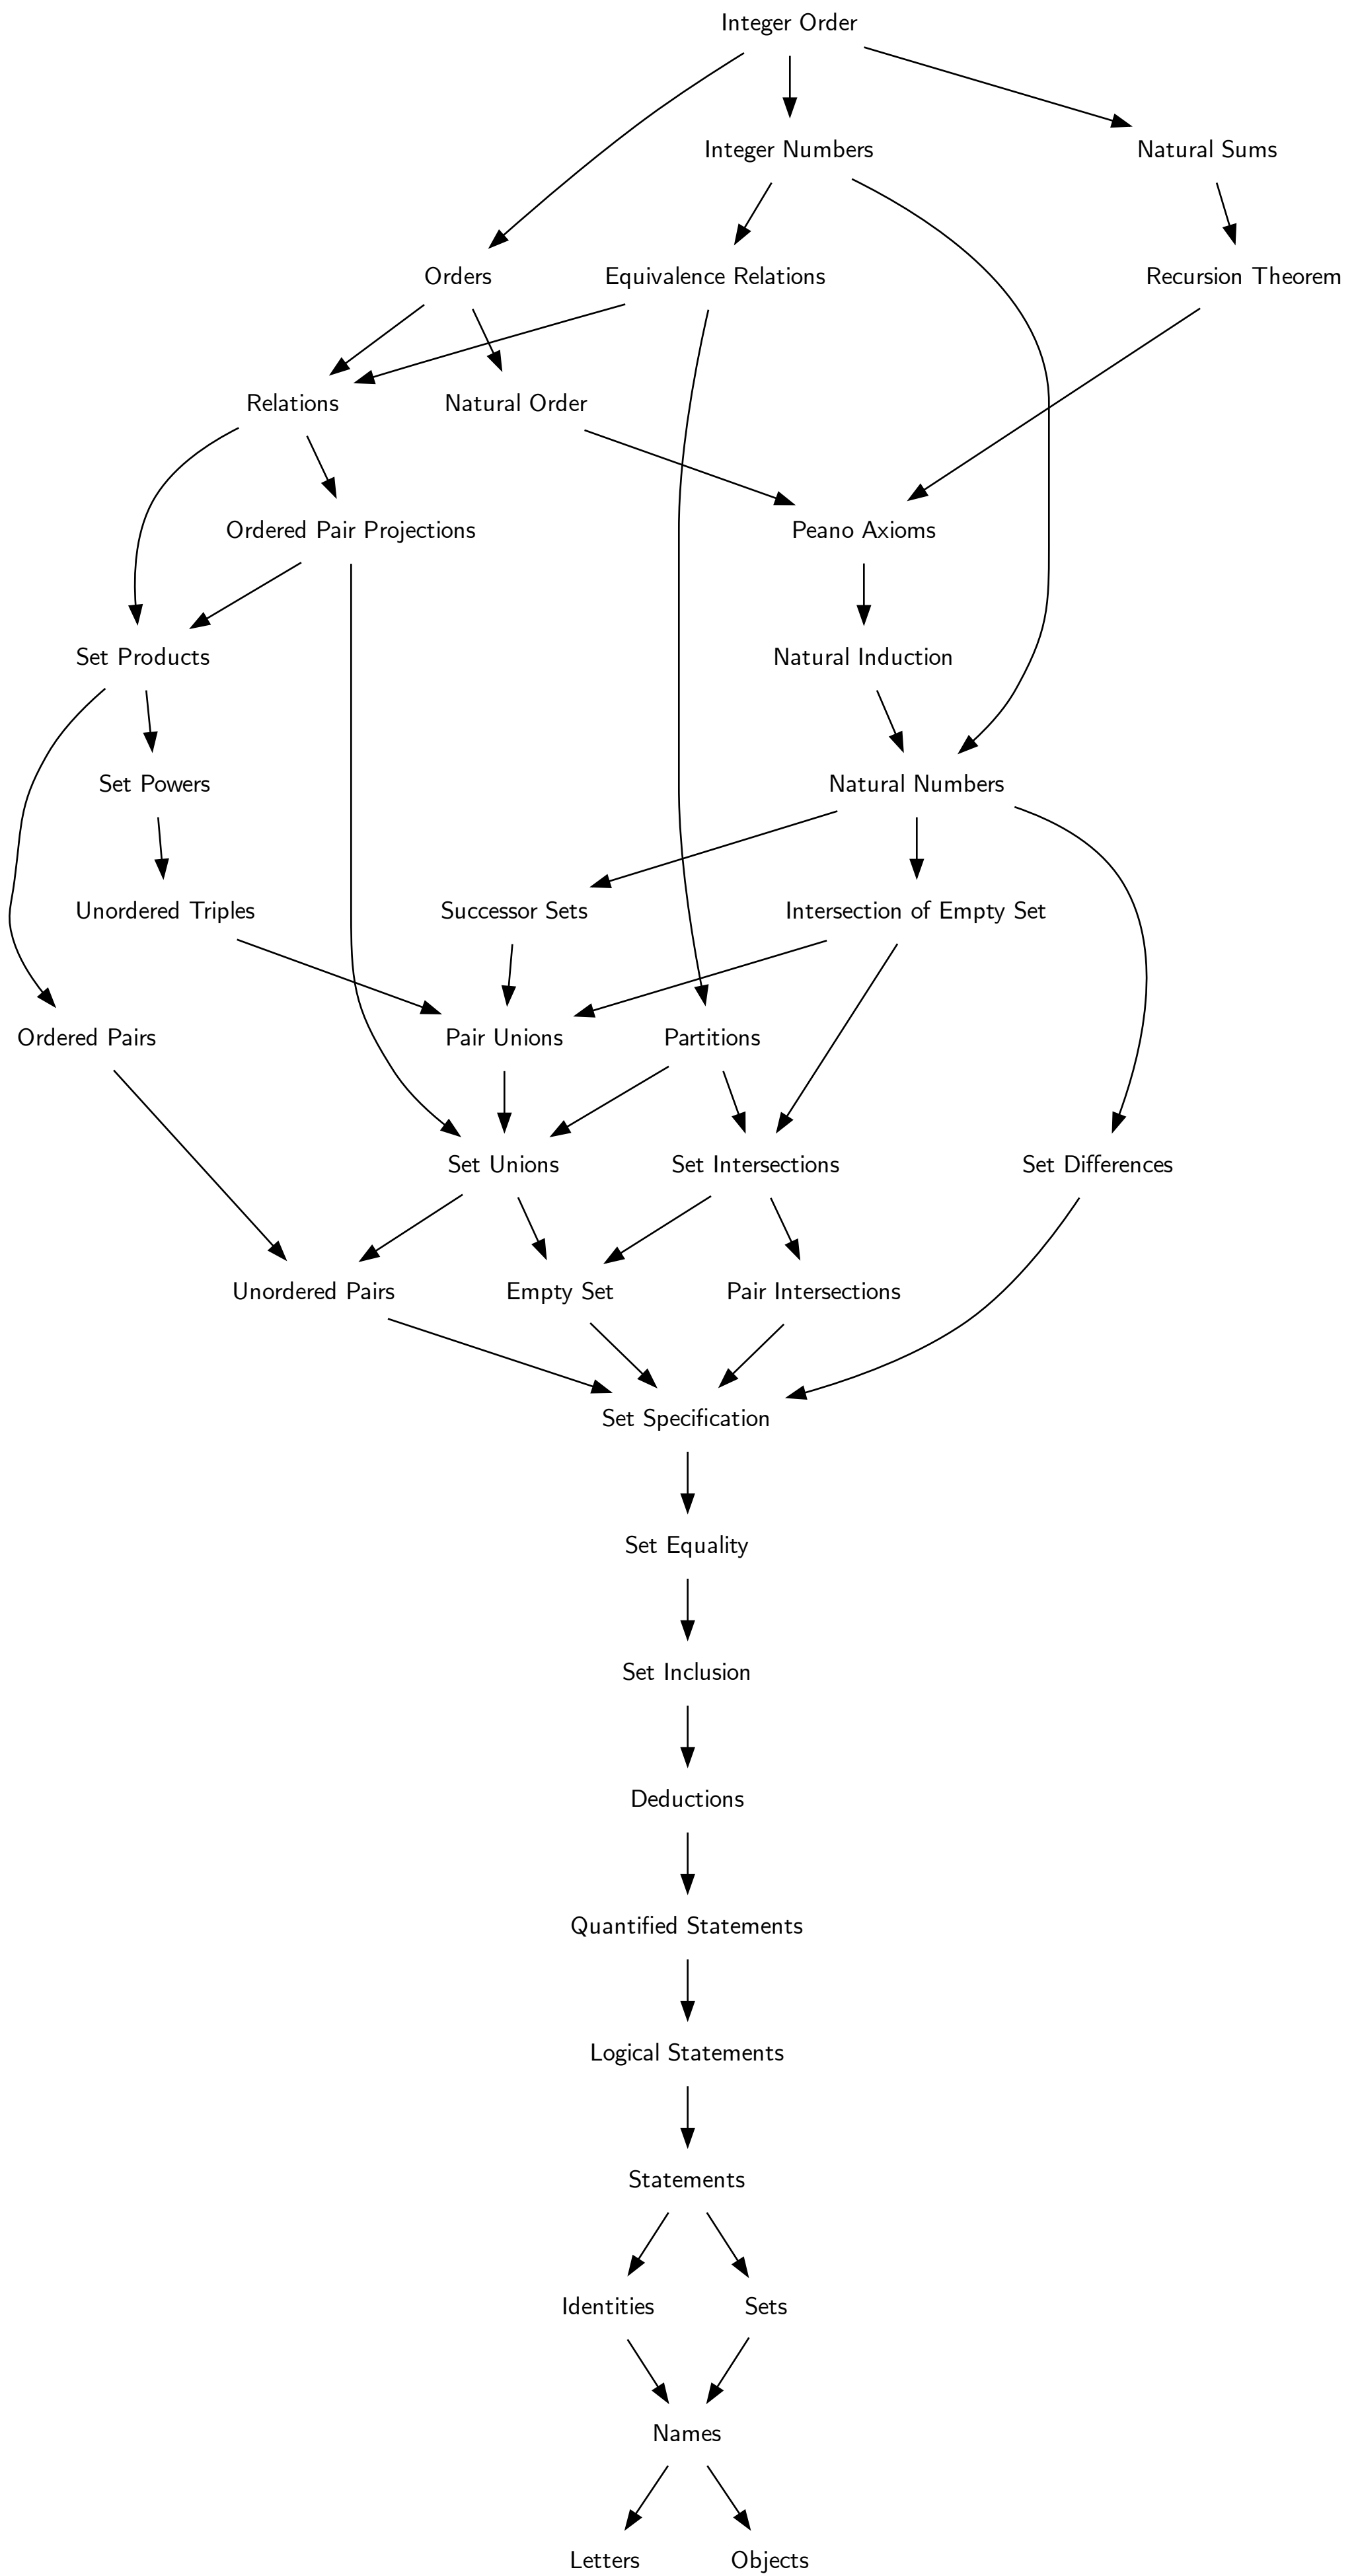 Integer Order
Integer Numbers
Natural Sums
Orders
Equivalence Relations
Recursion Theorem
Relations
Natural Order
Ordered Pair Projections
Peano Axioms
Set Products
Natural Induction
Set Powers
Natural Numbers
Unordered Triples
Successor Sets
Intersection of Empty Set
Ordered Pairs
Pair Unions
Partitions
Set Unions
Set Intersections
Set Differences
Unordered Pairs
Empty Set
Pair Intersections
Set Specification
Set Equality
Set Inclusion
Deductions
Quantified Statements
Logical Statements
Statements
Identities
Sets
Names
Letters
Objects